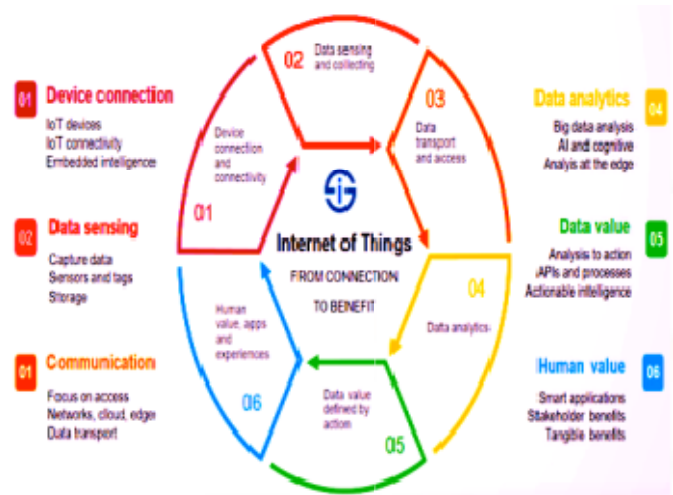 01 Device connection
IoT devices
IoT connectivity
Embedded intelligence
02 Data sensing
Capture data
Sensors and tags
Storage
01 Communication
Focus on access
Networks, cloud, edge
Data transport
02
Data sensing
and collecting
03
Data
transport
and access
Device
connection
and
connectivity
01
Internet of Things
FROM CONNECTION
TO BENEFIT
04
Data analytics
Human
value, apps
and
experiences
06
Data value
defined by
action
05
Data analytics 04
Big data analysis
AI and cognitive
Analyis at the edge
Data value 05
Analysis to action
APIs and processes
Actionable intelligence
Human value 06
Smart applications
Stakeholder benefits
Tangible benefits